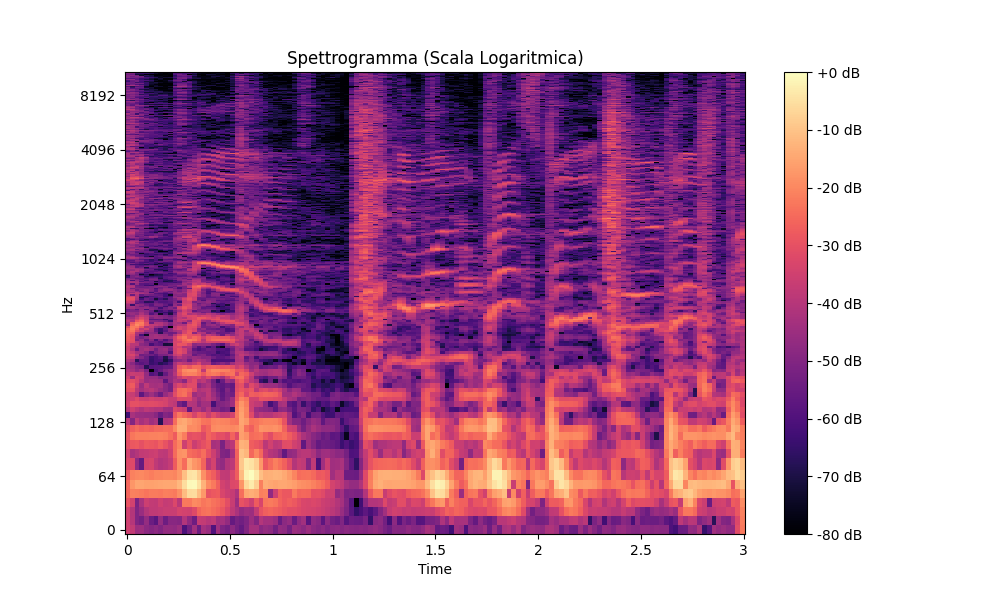 Spettrogramma (Scala Logaritmica)
Hz
8192
4096
2048
1024
512
256
128
64
0
0
0.5
1
1.5
2
2.5
3
Time
+0 dB
-10 dB
-20 dB
-30 dB
-40 dB
-50 dB
-60 dB
-70 dB
-80 dB